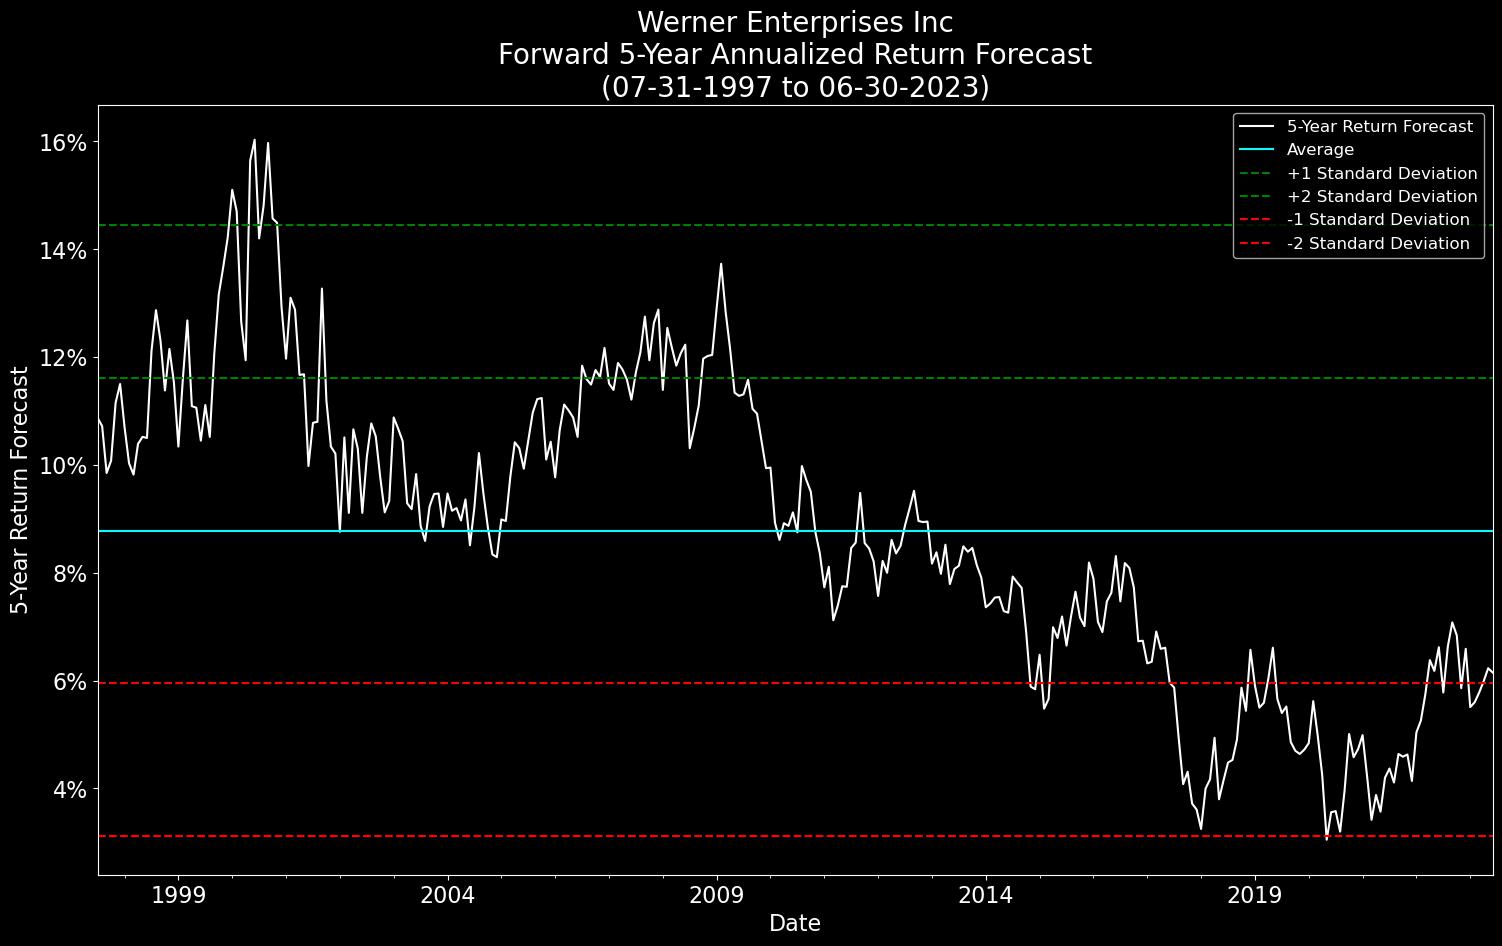 Werner Enterprises Inc
Forward 5-Year Annualized Return Forecast
(07-31-1997 to 06-30-2023)
5-Year Return Forecast
16%
14%
12%
10%
8%
6%
4%
5-Year Return Forecast
Average
+1 Standard Deviation
+2 Standard Deviation
-1 Standard Deviation
-2 Standard Deviation
1999 2004 2009 2014 2019
Date